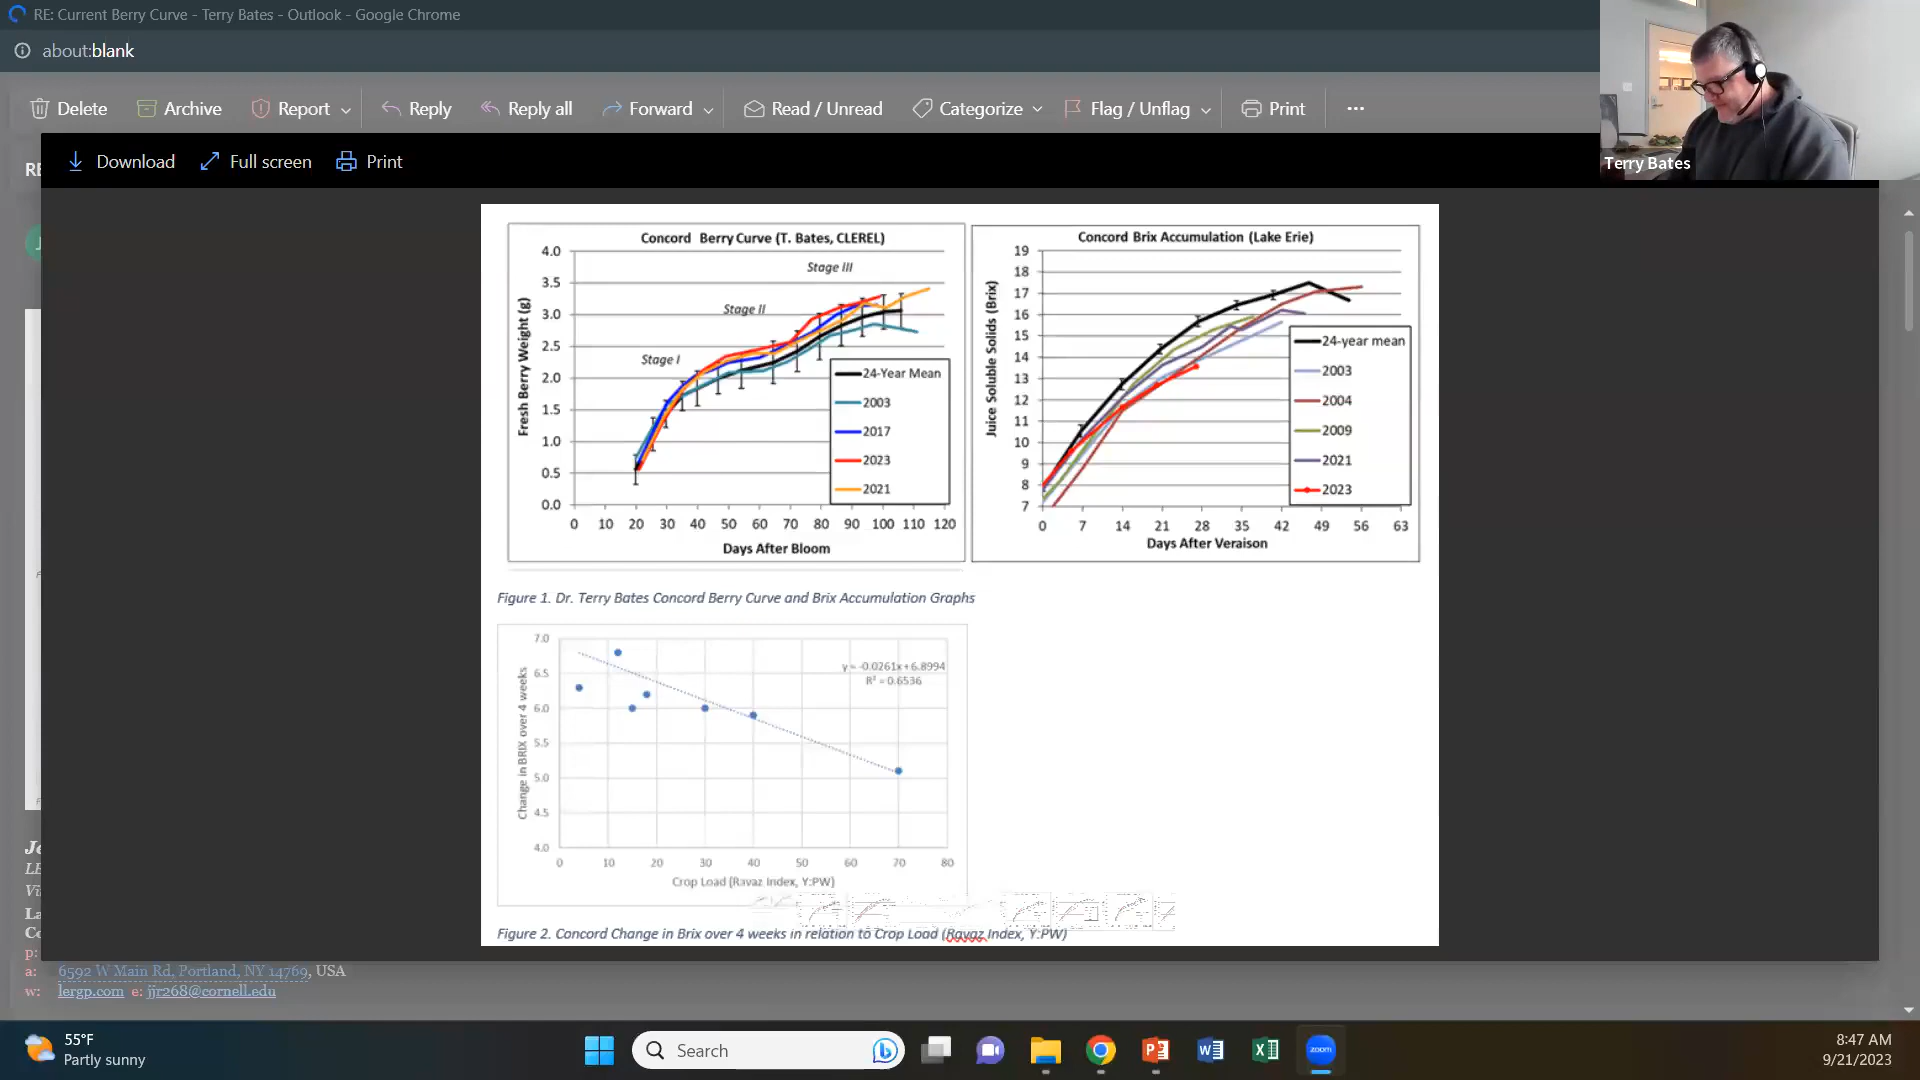 RE: Current Berry Curve - Terry Bates - Outlook - Google Chrome
about:blank
Delete Archive Report Reply Reply all Forward Read / Unread Categorize Flag / Unflag Print ...
RE
Download Full screen Print
Terry Bates
J
Concord Berry Curve (T. Bates, CLEREL)
Stage III
Stage II
Stage I
Fresh Berry Weight (g)
4.0
3.5
3.0
2.5
2.0
1.5
1.0
0.5
0.0
24-Year Mean
2003
2017
2023
2021
0 10 20 30 40 50 60 70 80 90 100 110 120
Days After Bloom
Concord Brix Accumulation (Lake Erie)
Juice Soluble Solids (Brix)
19
18
17
16
15
14
13
12
11
10
9
8
7
24-year mean
2003
2004
2009
2021
2023
0 7 14 21 28 35 42 49 56 63
Days After Veraison
Figure 1. Dr. Terry Bates Concord Berry Curve and Brix Accumulation Graphs
Change in BRIX over 4 weeks
7.0
6.5
6.0
5.5
5.0
4.5
4.0
y = -0.0261x + 6.8994
R² = 0.6536
0 10 20 30 40 50 60 70 80
Crop Load (Ravaz Index, Y:PW)
Figure 2. Concord Change in Brix over 4 weeks in relation to Crop Load (Ravaz Index, Y:PW)
p:
a: 6592 W Main Rd, Portland, NY 14769, USA
w: lergp.com e: jjr268@cornell.edu
55°F
Partly sunny
Search
zoom
8:47 AM
9/21/2023